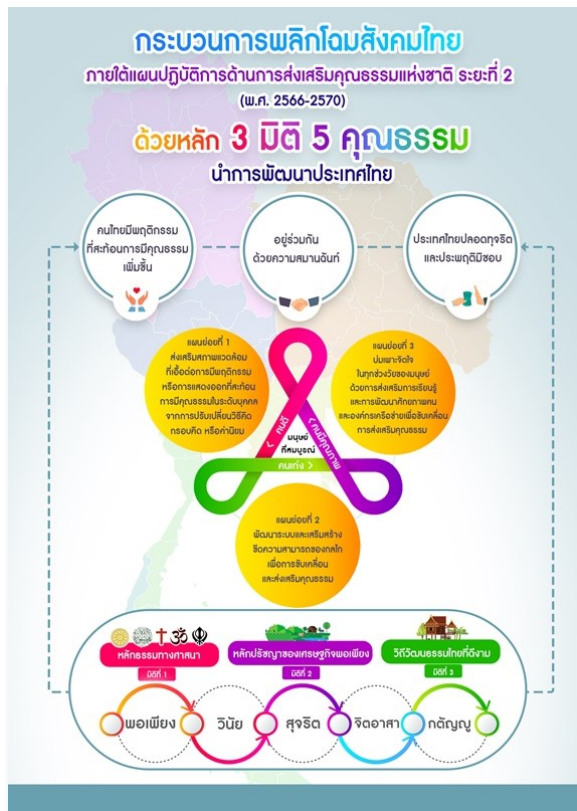 กระบวนการพลิกโฉมสังคมไทย
ภายใต้แผนปฏิบัติการด้านการส่งเสริมคุณธรรมแห่งชาติ ระยะที่ 2
(พ.ศ. 2566-2570)
ด้วยหลัก 3 มิติ 5 คุณธรรม
นำการพัฒนาประเทศไทย
คนไทยมีพฤติกรรม
ที่สะท้อนการมีคุณธรรม
เพิ่มขึ้น
อยู่ร่วมกัน
ด้วยความสมานฉันท์
ประเทศไทยปลอดทุจริต
และประพฤติมิชอบ
แผนย่อยที่ 1
ส่งเสริมสภาพแวดล้อม
ที่เอื้อต่อการมีพฤติกรรม
หรือการแสดงออกที่สะท้อน
การมีคุณธรรมในระดับบุคคล
จากการปรับเปลี่ยนวิธีคิด
กรอบคิด หรือค่านิยม
แผนย่อยที่ 3
บ่มเพาะจิตใจ
ในทุกช่วงวัยของมนุษย์
ด้วยการส่งเสริมการเรียนรู้
และการพัฒนาศักยภาพคน
และองค์กรเครือข่ายเพื่อขับเคลื่อน
การส่งเสริมคุณธรรม
< คนดี
มนุษย์
ที่สมบูรณ์
< คนมีคุณภาพ
คนเก่ง >
แผนย่อยที่ 2
พัฒนาระบบและเสริมสร้าง
ขีดความสามารถของกลไก
เพื่อการขับเคลื่อน
และส่งเสริมคุณธรรม
หลักธรรมทางศาสนา
มิติที่ 1
หลักปรัชญาของเศรษฐกิจพอเพียง
มิติที่ 2
วิถีวัฒนธรรมไทยที่ดีงาม
มิติที่ 3
พอเพียง
วินัย
สุจริต
จิตอาสา
กตัญญู